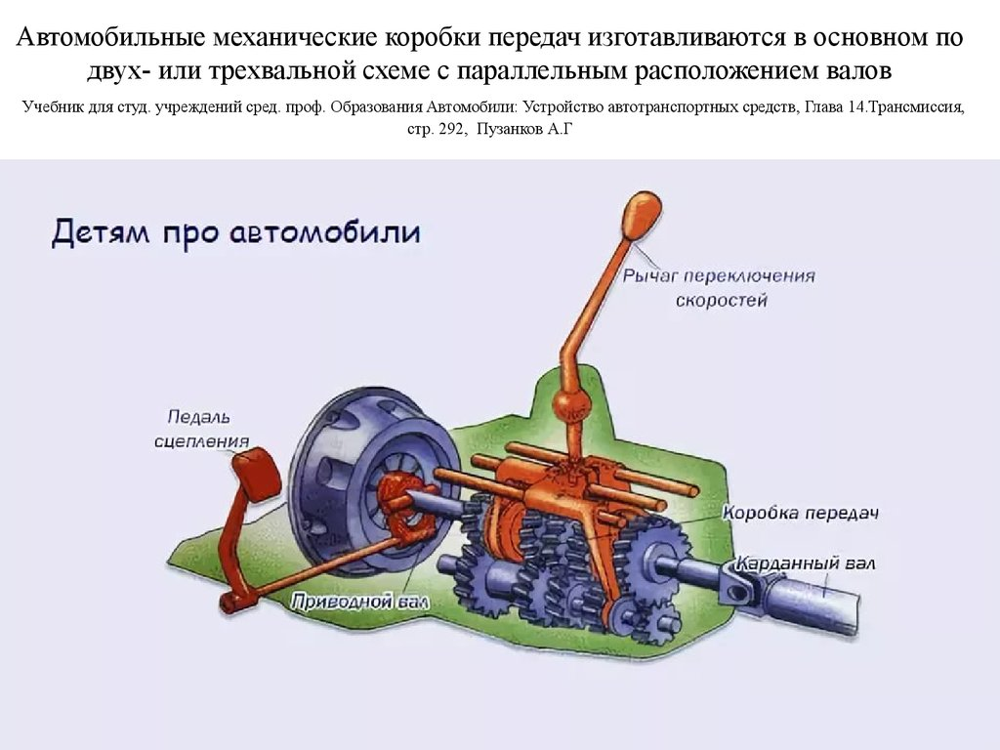 Автомобильные механические коробки передач изготавливаются в основном по
двух- или трехвальной схеме с параллельным расположением валов
Учебник для студ. учреждений сред. проф. Образования Автомобили: Устройство автотранспортных средств, Глава 14.Трансмиссия,
стр. 292, Пузанков А.Г
Детям про автомобили
Рычаг переключения
скоростей
Педаль
сцепления
Коробка передач
Карданный вал
Приводной вал